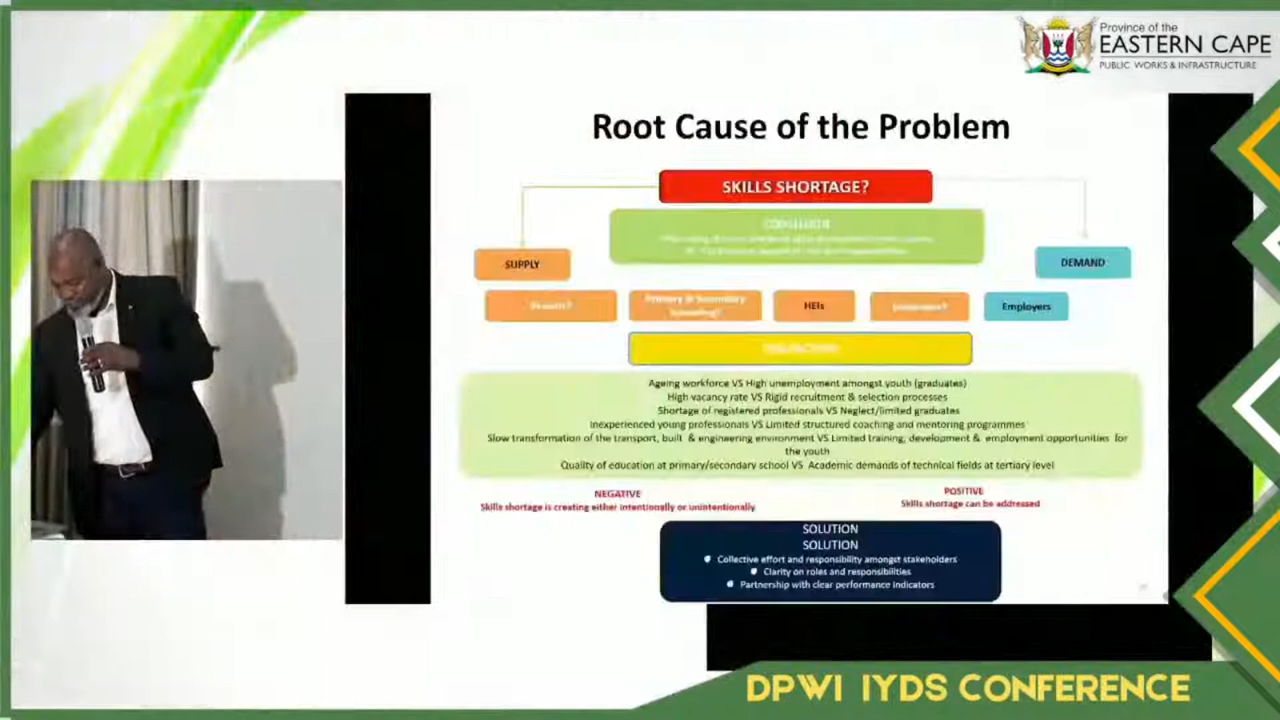 Province of the
EASTERN CAPE
PUBLIC WORKS & INFRASTRUCTURE
Root Cause of the Problem
SKILLS SHORTAGE?
SUPPLY
DEMAND
Primary & Secondary
HEIs
Employers
Ageing workforce VS High unemployment amongst youth (graduates)
High vacancy rate VS Rigid recruitment & selection processes
Shortage of registered professionals VS Neglect/limited graduates
Inexperienced young professionals VS Limited structured coaching and mentoring programmes
Slow transformation of the transport, built & engineering environment VS Limited training, development & employment opportunities for
the youth
Quality of education at primary/secondary school VS Academic demands of technical fields at tertiary level
NEGATIVE
Skills shortage is creating either intentionally or unintentionally
POSITIVE
Skills shortage can be addressed
SOLUTION
SOLUTION
Collective effort and responsibility amongst stakeholders
Clarity on roles and responsibilities
Partnership with clear performance indicators
DPWI IYDS CONFERENCE